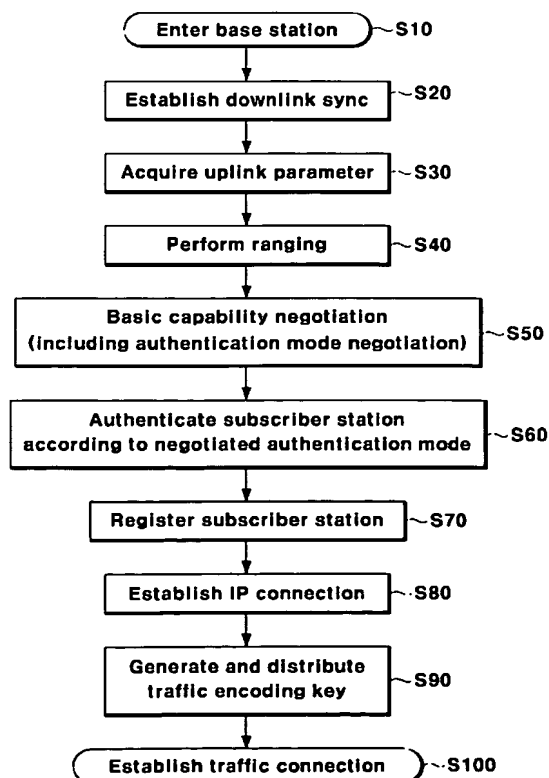 Enter base station
S10
Establish downlink sync
S20
Acquire uplink parameter
S30
Perform ranging
S40
Basic capability negotiation
(including authentication mode negotiation)
S50
Authenticate subscriber station
according to negotiated authentication mode
S60
Register subscriber station
S70
Establish IP connection
S80
Generate and distribute
traffic encoding key
S90
Establish traffic connection
S100